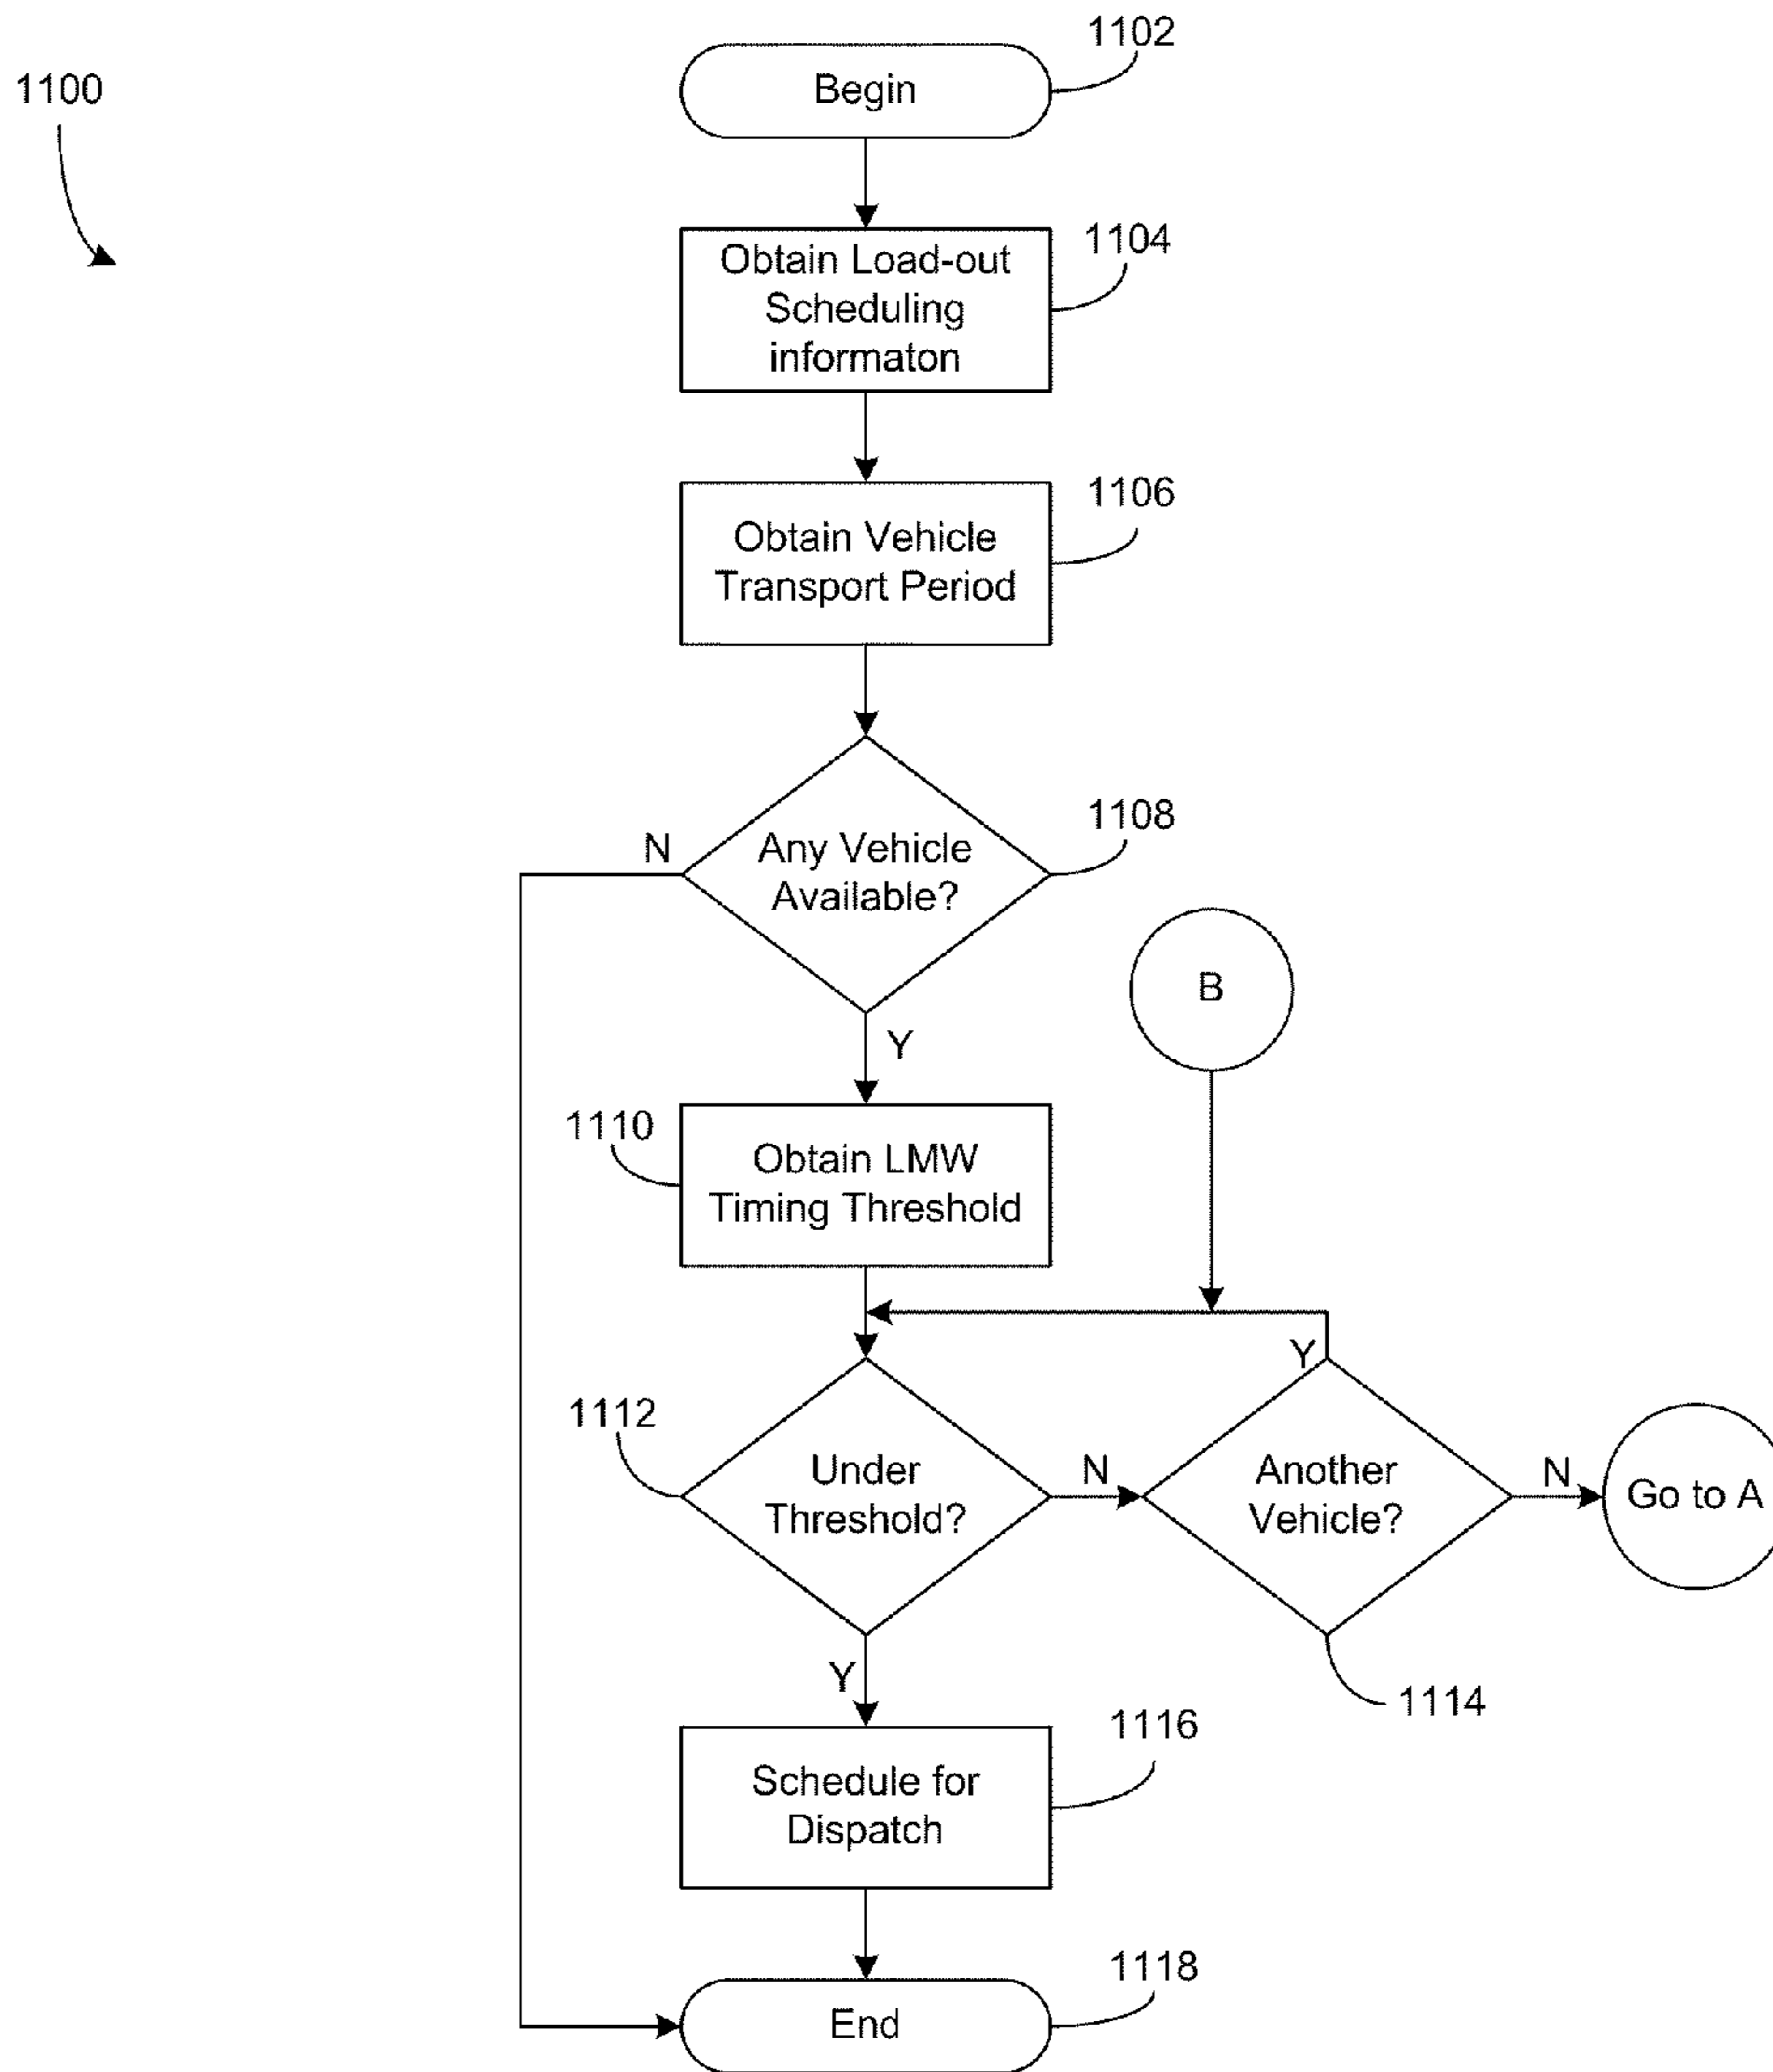 1100
1102
Begin
1104
Obtain Load-out
Scheduling
informaton
1106
Obtain Vehicle
Transport Period
1108
N
Any Vehicle
Available?
B
Y
1110
Obtain LMW
Timing Threshold
Y
1112
Under
Threshold?
N
Another
Vehicle?
N
Go to A
Y
1114
1116
Schedule for
Dispatch
1118
End